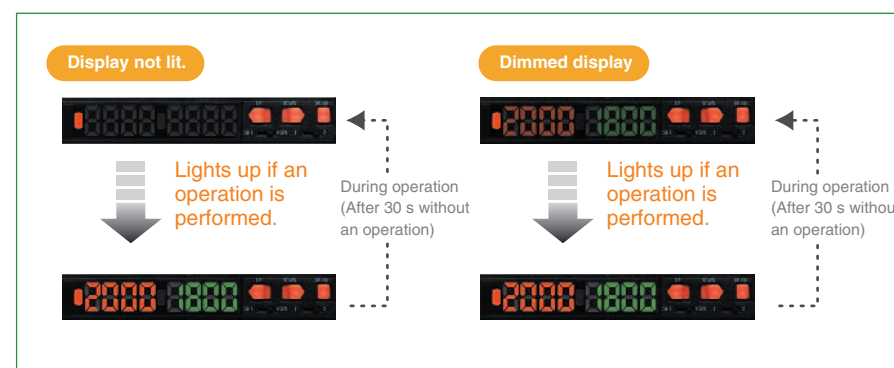 Display not lit.
Lights up if an
operation is
performed.
During operation
(After 30 s without
an operation)
2000 1800
Dimmed display
2000 1800
Lights up if an
operation is
performed.
During operation
(After 30 s withou
an operation)
2000 1800